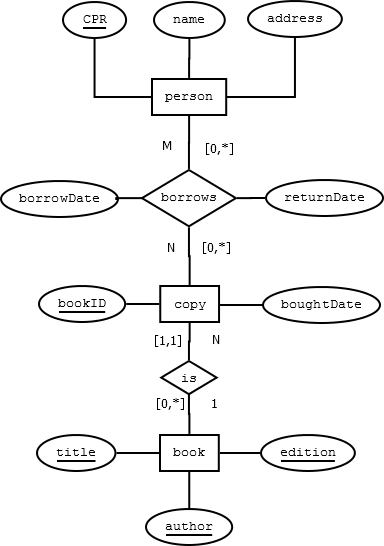 CPR
name
address
person
M
[0,*]
borrowDate
borrows
returnDate
N
[0,*]
bookID
copy
boughtDate
[1,1]
N
is
[0,*]
1
title
book
edition
author